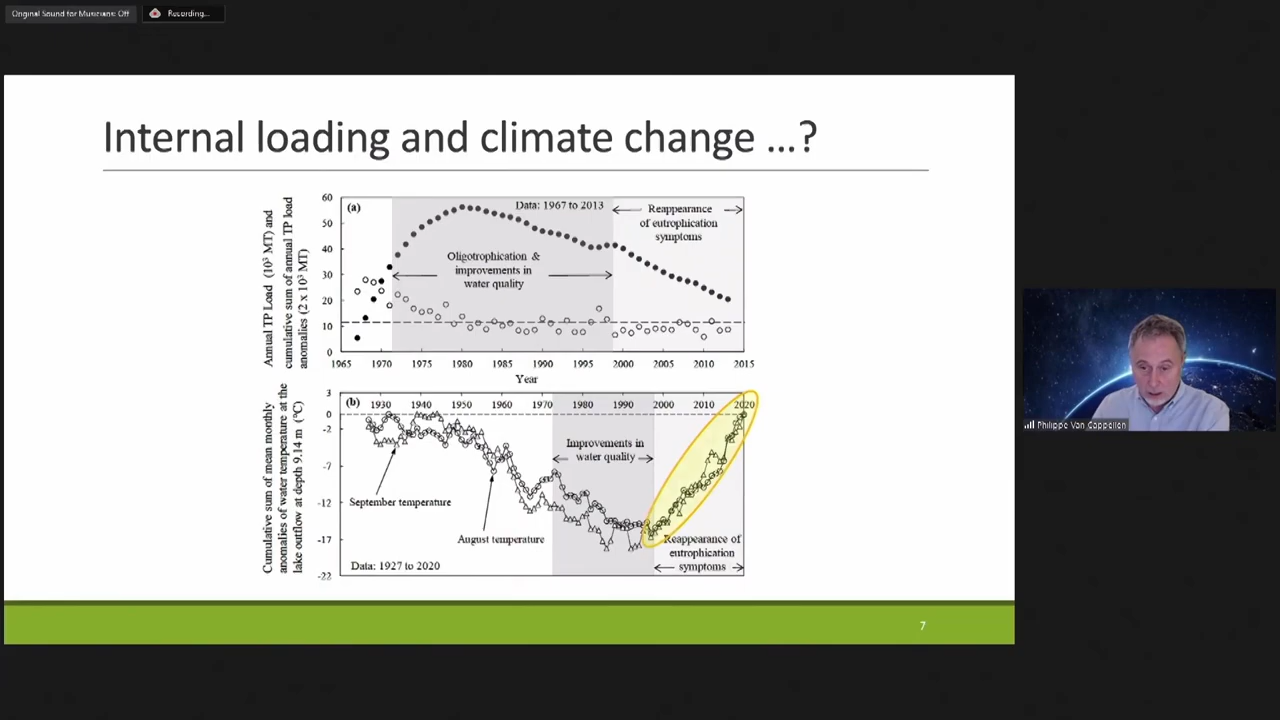 Original Sound for Musicians: Off
Recording...
Internal loading and climate change ...?
Annual TP Load (10³ MT) and
cumulative sum of annual TP load
anomalies (2 x 10³ MT)
60
50
40
30
20
10
0
(a)
Data: 1967 to 2013
Reappearance
of eutrophication
symptoms
Oligotrophication &
improvements in
water quality
1965 1970 1975 1980 1985 1990 1995 2000 2005 2010 2015
Year
Cumulative sum of mean monthly
anomalies of water temperature at the
lake outflow at depth 9.14 m (°C)
3
0
-2
-7
-12
-17
-22
(b)
1930 1940 1950 1960 1970 1980 1990 2000 2010 2020
Improvements in
water quality
September temperature
August temperature
Reappearance of
eutrophication
symptoms
Data: 1927 to 2020
7
Philippe Van Cappellen